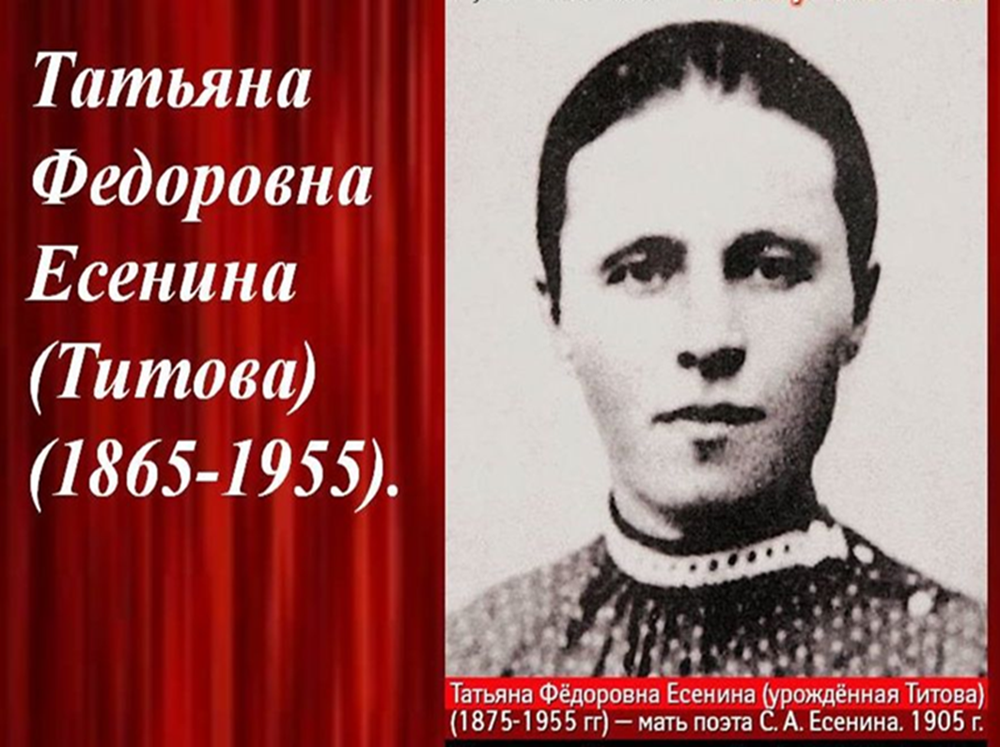 Татьяна
Федоровна
Есенина
(Титова)
(1865-1955).
Татьяна Фёдоровна Есенина (урождённая Титова)
(1875-1955 гг) — мать поэта С. А. Есенина. 1905 г.